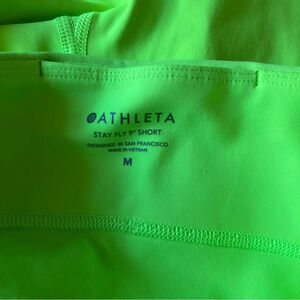 ATHLETA
STAY FLY 9" SHORT
DESIGNED IN SAN FRANCISCO
MADE IN VIETNAM
M